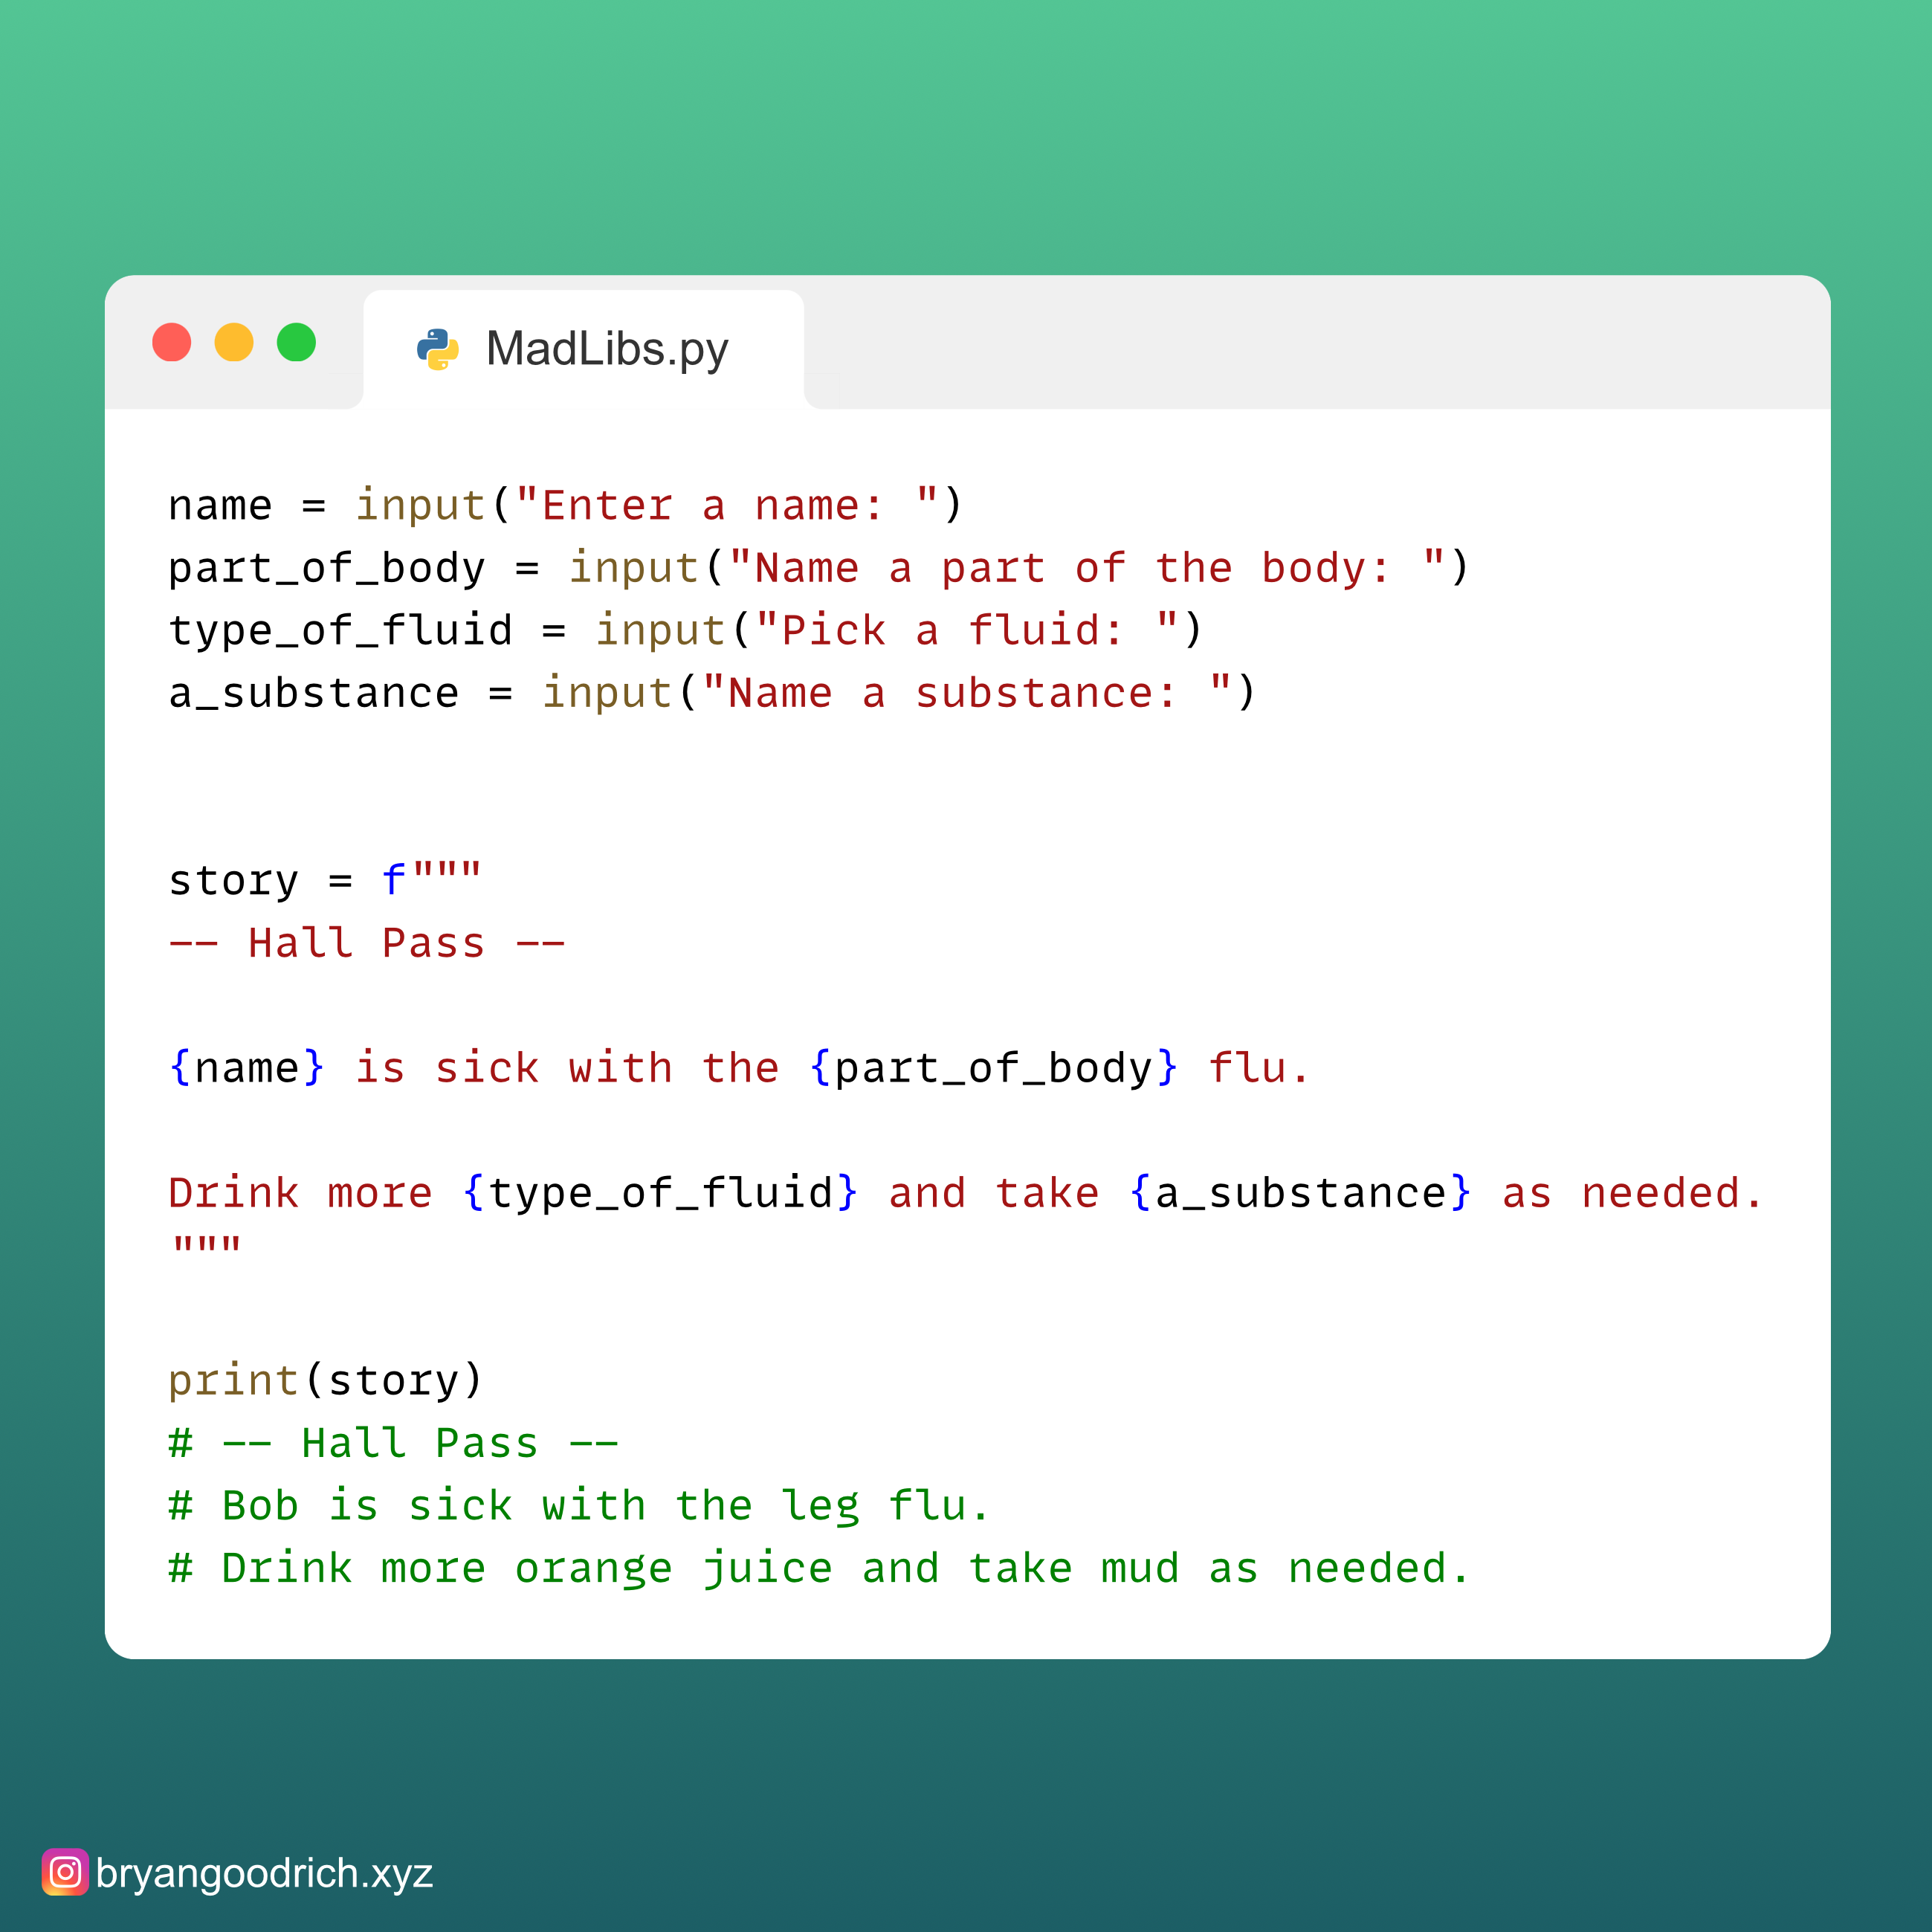 MadLibs.py
name = input("Enter a name: ")
part_of_body = input("Name a part of the body: ")
type_of_fluid = input("Pick a fluid: ")
a_substance = input("Name a substance: ")
story = f"""
-- Hall Pass --
{name} is sick with the {part_of_body} flu.
Drink more {type_of_fluid} and take {a_substance} as needed.
"""
print(story)
# -- Hall Pass --
# Bob is sick with the leg flu.
# Drink more orange juice and take mud as needed.
bryangoodrich.xyz